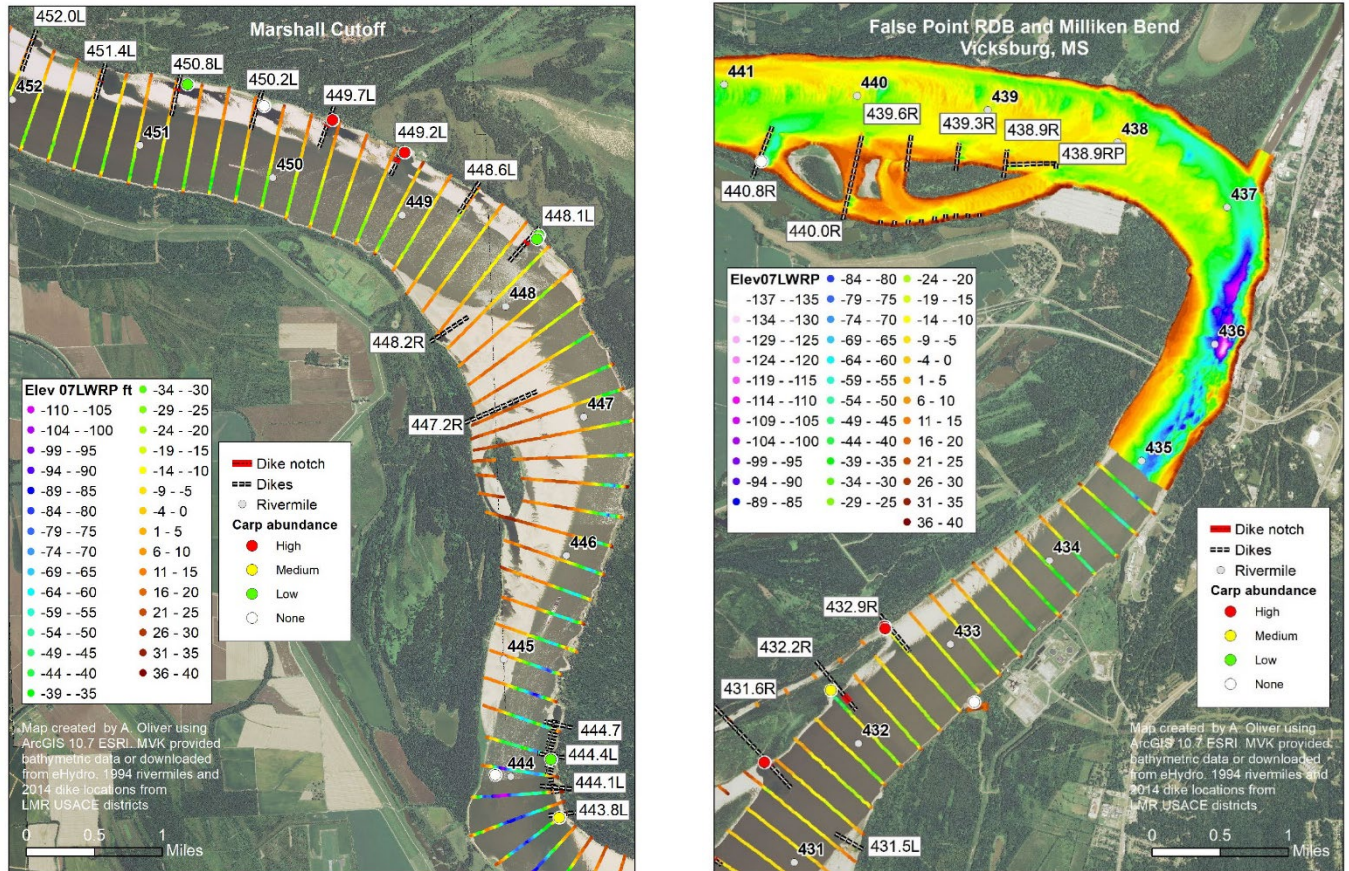 Marshall Cutoff
452.0L
451.4L
450.8L
450.2L
449.7L
449.2L
448.6L
448.1L
452
451
450
449
448
448.2R
447.2R
447
446
445
444.7
444.4L
444
444.1L
443.8L
Elev 07LWRP ft
-110 - -105
-104 - -100
-99 - -95
-94 - -90
-89 - -85
-84 - -80
-79 - -75
-74 - -70
-69 - -65
-64 - -60
-59 - -55
-54 - -50
-49 - -45
-44 - -40
-39 - -35
-34 - -30
-29 - -25
-24 - -20
-19 - -15
-14 - -10
-9 - -5
-4 - 0
1 - 5
6 - 10
11 - 15
16 - 20
21 - 25
26 - 30
31 - 35
36 - 40
Dike notch
Dikes
Rivermile
Carp abundance
High
Medium
Low
None
Map created by A. Oliver using
ArcGIS 10.7 ESRI. MVK provided
bathymetric data or downloaded
from eHydro. 1994 rivermiles and
2014 dike locations from
LMR USACE districts
0 0.5 1
Miles
False Point RDB and Milliken Bend
Vicksburg, MS
441
440
439
438
437
436
435
434
433
432
431
439.6R
439.3R
438.9R
438.9RP
440.8R
440.0R
432.9R
432.2R
431.6R
431.5L
Elev07LWRP
-137 - -135
-134 - -130
-129 - -125
-124 - -120
-119 - -115
-114 - -110
-109 - -105
-104 - -100
-99 - -95
-94 - -90
-89 - -85
-84 - -80
-79 - -75
-74 - -70
-69 - -65
-64 - -60
-59 - -55
-54 - -50
-49 - -45
-44 - -40
-39 - -35
-34 - -30
-29 - -25
-24 - -20
-19 - -15
-14 - -10
-9 - -5
-4 - 0
1 - 5
6 - 10
11 - 15
16 - 20
21 - 25
26 - 30
31 - 35
36 - 40
Dike notch
Dikes
Rivermile
Carp abundance
High
Medium
Low
None
Map created by A. Oliver using
ArcGIS 10.7 ESRI. MVK provided
bathymetric data or downloaded
from eHydro. 1994 rivermiles and
2014 dike locations from
LMR USACE districts
0 0.5 1
Miles